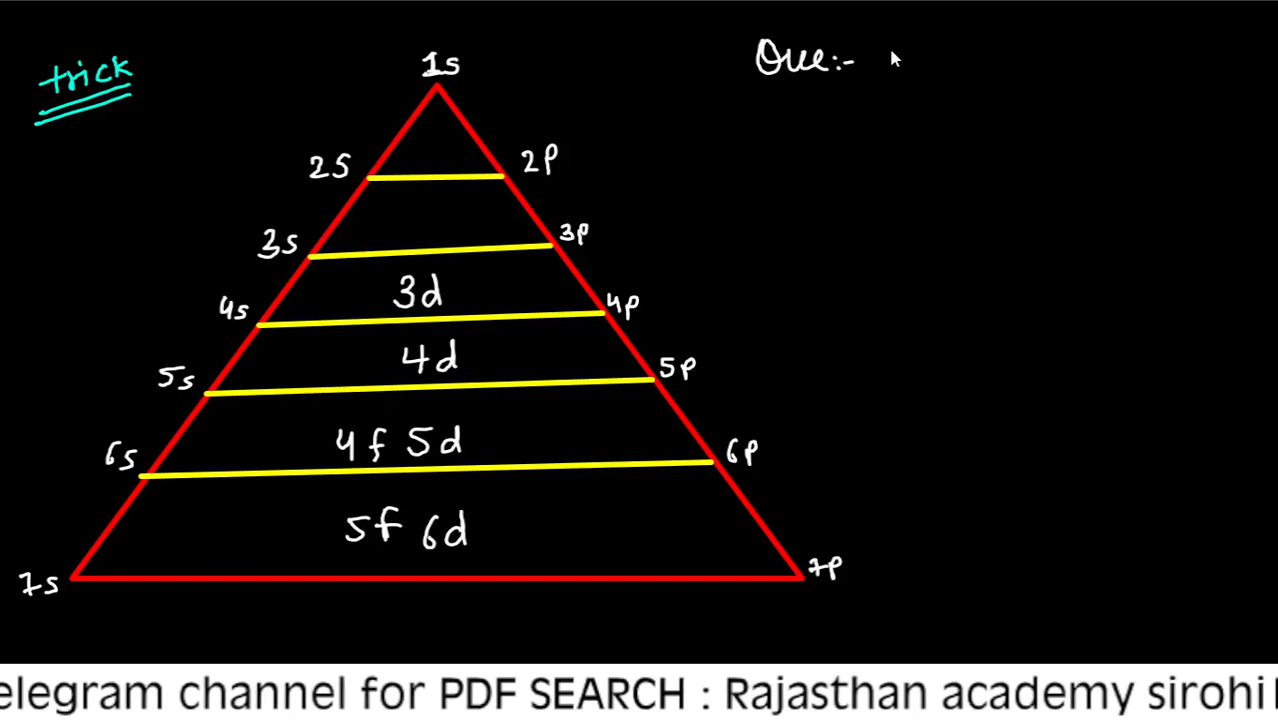 trick
1s
Que:-
2s 2p
3s 3p
3d
4s 4p
4d
5s 5p
4f 5d
6s 6p
5f 6d
7s 7p
elegram channel for PDF SEARCH : Rajasthan academy sirohi